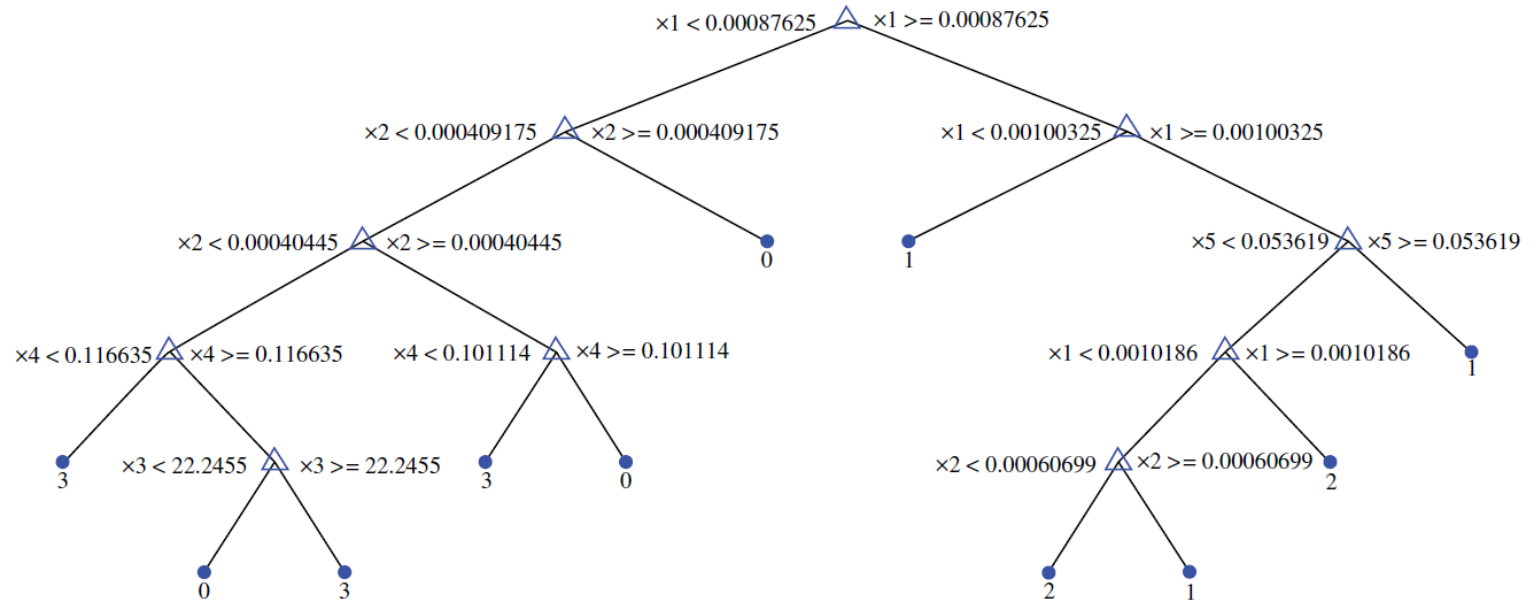 ×1 < 0.00087625 ×1 >= 0.00087625
×2 < 0.000409175 ×2 >= 0.000409175 ×1 < 0.00100325 ×1 >= 0.00100325
×2 < 0.00040445 ×2 >= 0.00040445 0 1 ×5 < 0.053619 ×5 >= 0.053619
×4 < 0.116635 ×4 >= 0.116635 ×4 < 0.101114 ×4 >= 0.101114 ×1 < 0.0010186 ×1 >= 0.0010186 1
3 ×3 < 22.2455 ×3 >= 22.2455 3 0 ×2 < 0.00060699 ×2 >= 0.00060699 2
0 3 2 1